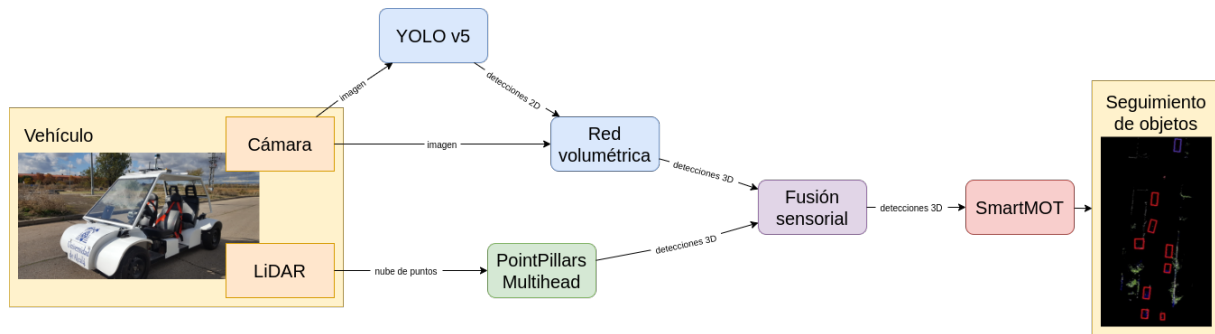 YOLO v5
imagen
detecciones 2D
Vehículo
Cámara
imagen
Red
volumétrica
detecciones 3D
Seguimiento
de objetos
Fusión
sensorial
detecciones 3D
SmartMOT
LiDAR
nube de puntos
PointPillars
Multihead
detecciones 3D
Universidad